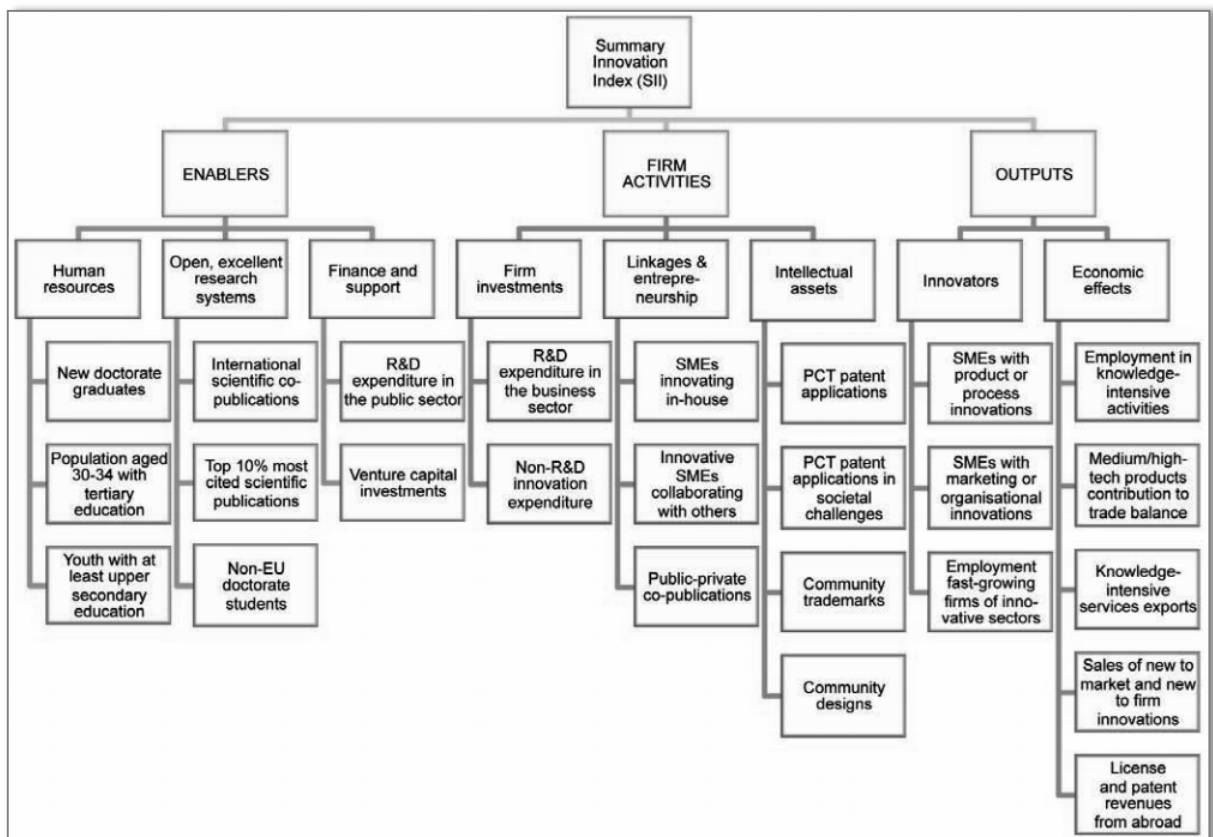 Summary
Innovation
Index (SII)
ENABLERS
FIRM
ACTIVITIES
OUTPUTS
Human
resources
Open, excellent
research
systems
Finance and
support
Firm
investments
Linkages &
entrepre-
neurship
Intellectual
assets
Innovators
Economic
effects
New doctorate
graduates
Population aged
30-34 with
tertiary
education
Youth with at
least upper
secondary
education
International
scientific co-
publications
Top 10% most
cited scientific
publications
Non-EU
doctorate
students
R&D
expenditure in
the public sector
Venture capital
investments
R&D
expenditure in
the business
sector
Non-R&D
innovation
expenditure
SMEs
innovating
in-house
Innovative
SMEs
collaborating
with others
Public-private
co-publications
PCT patent
applications
PCT patent
applications in
societal
challenges
Community
trademarks
Community
designs
SMEs with
product or
process
innovations
SMEs with
marketing or
organisational
innovations
Employment
fast-growing
firms of inno-
vative sectors
Employment in
knowledge-
intensive
activities
Medium/high-
tech products
contribution to
trade balance
Knowledge-
intensive
services exports
Sales of new to
market and new
to firm
innovations
License
and patent
revenues
from abroad